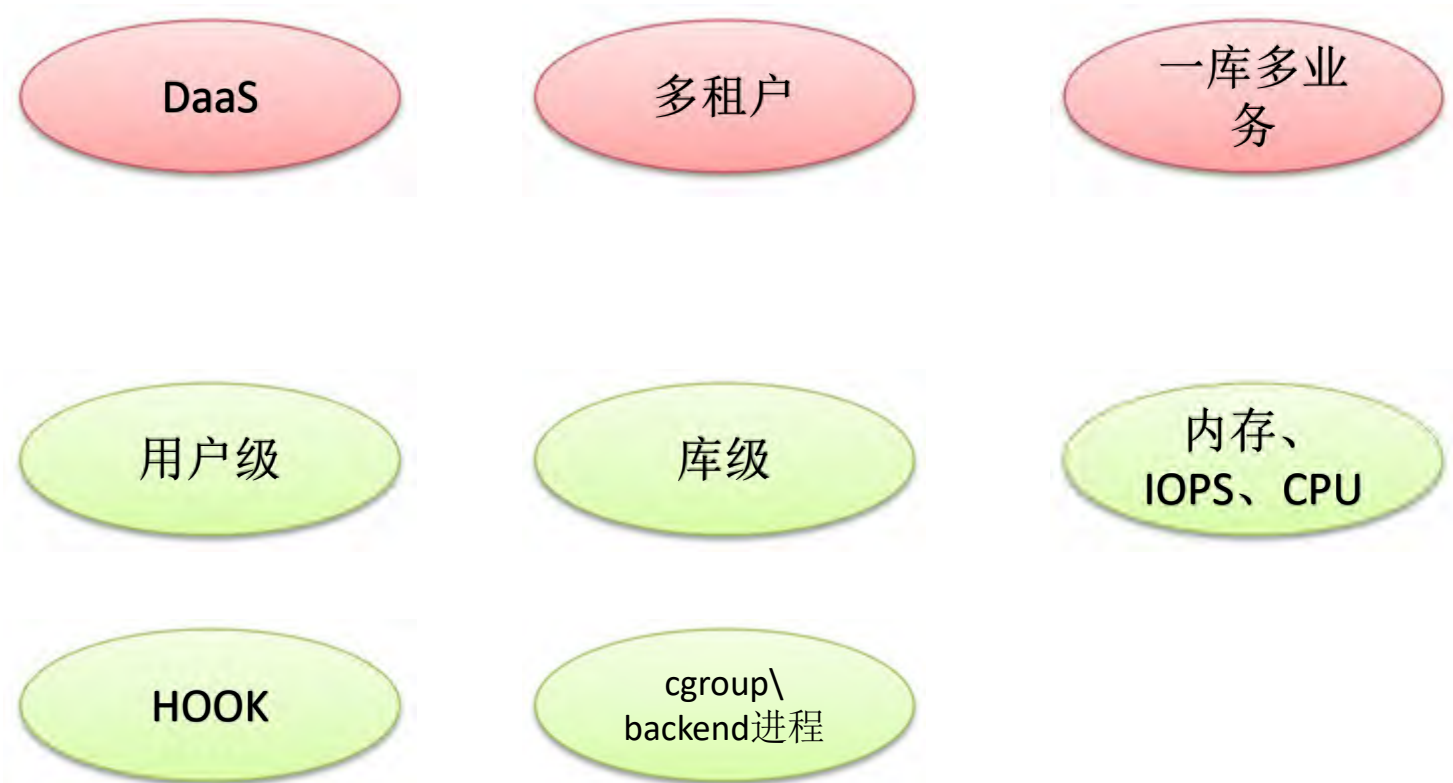 DaaS
多租户
一库多业
务
用户级
库级
内存、
IOPS、CPU
HOOK
cgroup\
backend进程